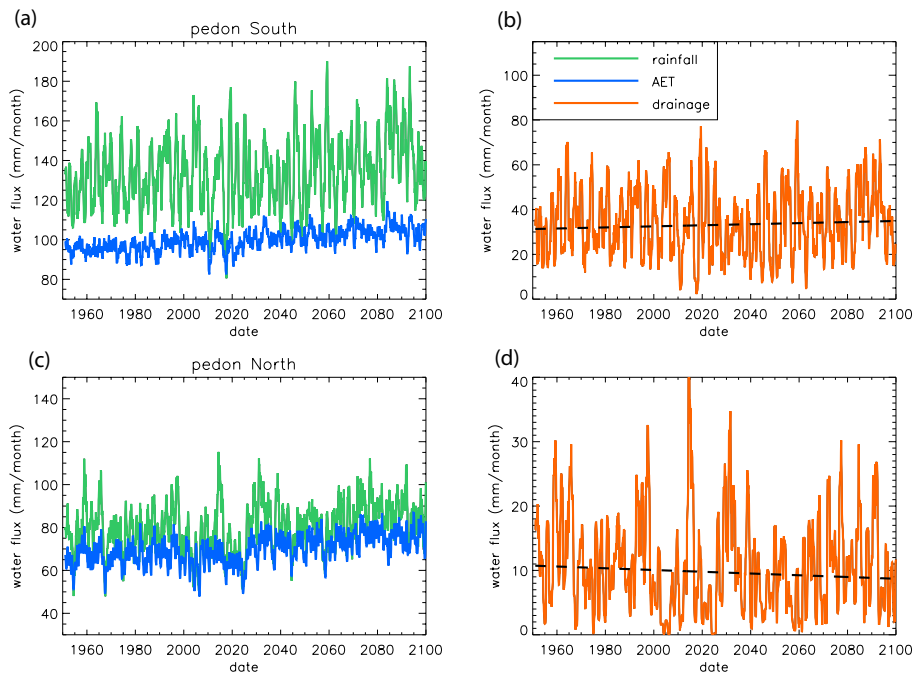 (a)
pedon South
200
180
160
140
120
100
80
water flux (mm/month)
1960 1980 2000 2020 2040 2060 2080 2100
date
(b)
rainfall
AET
drainage
100
80
60
40
20
0
water flux (mm/month)
1960 1980 2000 2020 2040 2060 2080 2100
date
(c)
pedon North
140
120
100
80
60
40
water flux (mm/month)
1960 1980 2000 2020 2040 2060 2080 2100
date
(d)
40
30
20
10
0
water flux (mm/month)
1960 1980 2000 2020 2040 2060 2080 2100
date